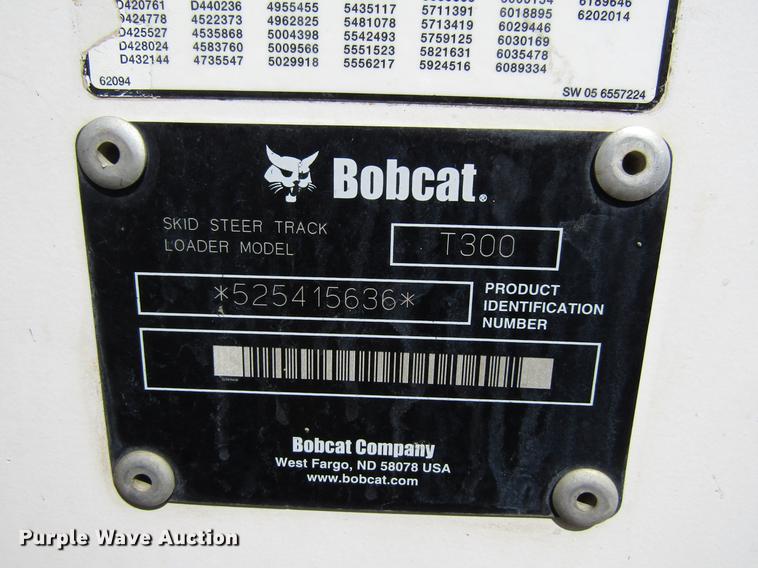 D420761 D440236 4955455 5435117 5711391 6018895 6189646
D424778 4522373 4962825 5481078 5713419 6029446 6202014
D425527 4535868 5004398 5542493 5759195 6030169
D428024 4583760 5009566 5551523 5821631 6035478
D432144 4735547 5029918 5556217 5924516 6089334
62094 SW 05 6557224
Bobcat®
SKID STEER TRACK
LOADER MODEL T300
*525415636* PRODUCT
IDENTIFICATION
NUMBER
Bobcat Company
West Fargo, ND 58078 USA
www.bobcat.com
Purple Wave Auction